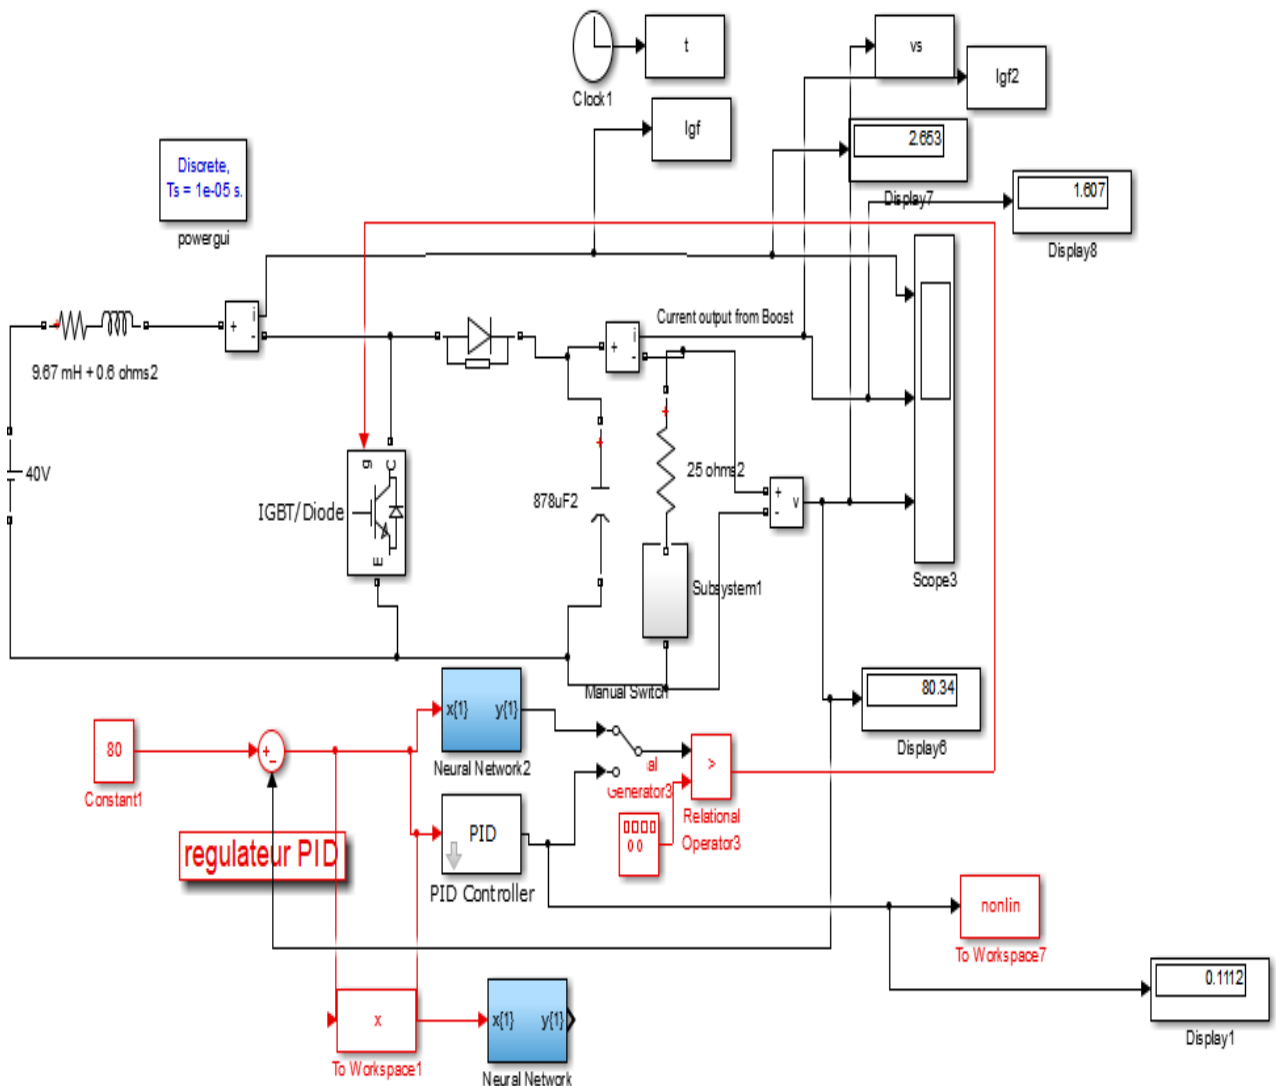 t
Clock1
vs
Igf2
Igf
2.653
Display7
1.607
Display8
Discrete,
Ts = 1e-05 s.
powergui
+
i
-
9.67 mH + 0.6 ohms2
Current output from Boost
+
i
-
40V
g
C
E
IGBT/Diode
878uF2
25 ohms2
+
-
v
Subsystem1
Scope3
Manual Switch
80.34
Display6
80
Constant1
x{1}
y{1}
Neural Network2
>
Generator3
Relational
Operator3
regulateur PID
PID
PID Controller
nonlin
To Workspace7
0.1112
Display1
x
To Workspace1
x{1}
y{1}
Neural Network